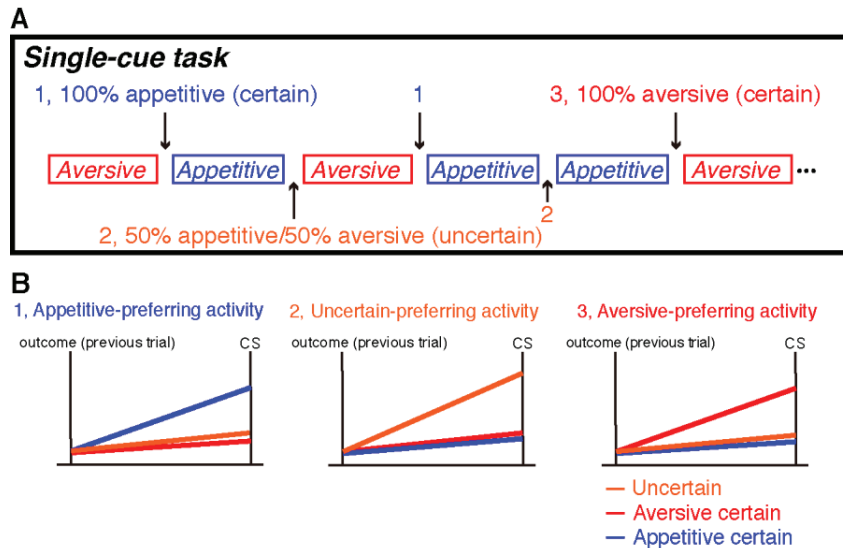 A
Single-cue task
1, 100% appetitive (certain)
1
3, 100% aversive (certain)
Aversive
Appetitive
Aversive
Appetitive
Appetitive
Aversive
...
2
2, 50% appetitive/50% aversive (uncertain)
B
1, Appetitive-preferring activity
2, Uncertain-preferring activity
3, Aversive-preferring activity
outcome (previous trial)
CS
outcome (previous trial)
CS
outcome (previous trial)
CS
Uncertain
Aversive certain
Appetitive certain